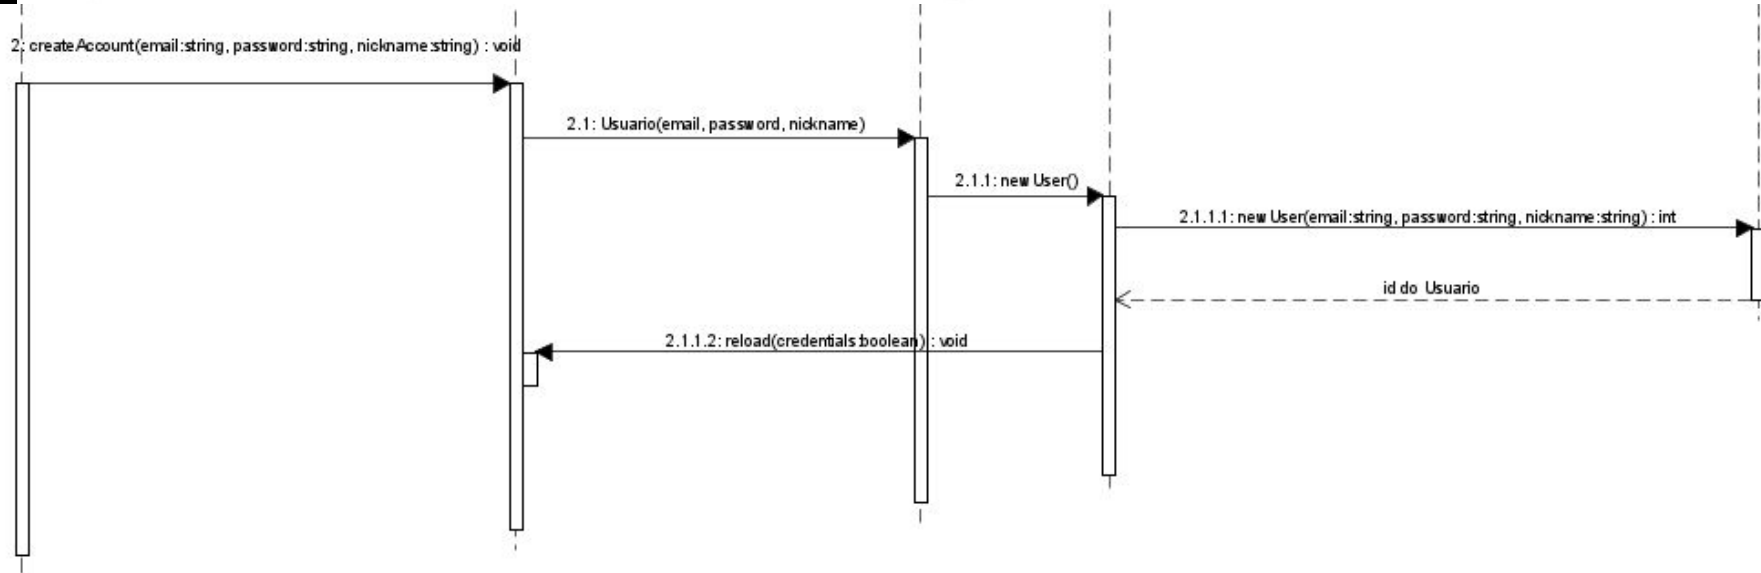 2: createAccount(email:string, password:string, nickname:string) : void
2.1: Usuario(email, password, nickname)
2.1.1: new User()
2.1.1.1: new User(email:string, password:string, nickname:string) : int
id do Usuario
2.1.1.2: reload(credentials:boolean) : void